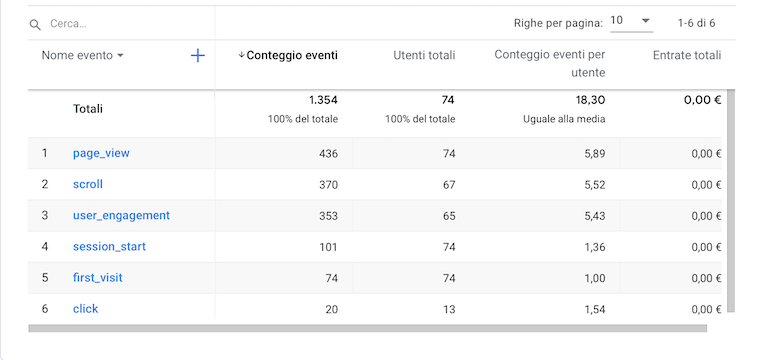 Cerca...
Righe per pagina: 10 1-6 di 6
Nome evento + ↓ Conteggio eventi Utenti totali Conteggio eventi per utente Entrate totali
Totali 1.354 74 18,30 0,00 €
100% del totale 100% del totale Uguale alla media
1 page_view 436 74 5,89 0,00 €
2 scroll 370 67 5,52 0,00 €
3 user_engagement 353 65 5,43 0,00 €
4 session_start 101 74 1,36 0,00 €
5 first_visit 74 74 1,00 0,00 €
6 click 20 13 1,54 0,00 €